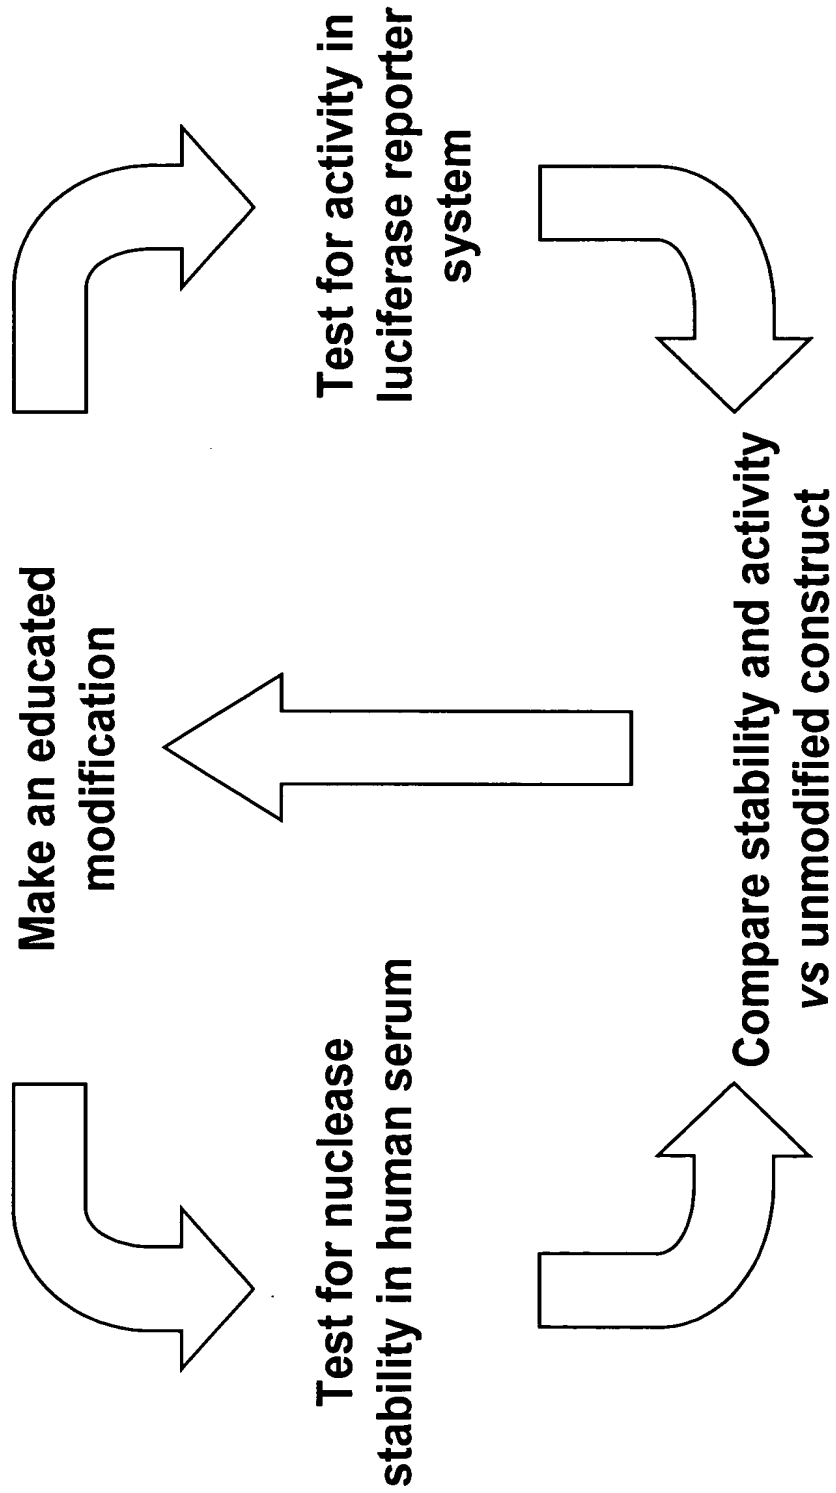 Make an educated
modification
Test for nuclease
stability in human serum
Test for activity in
luciferase reporter
system
Compare stability and activity
vs unmodified construct